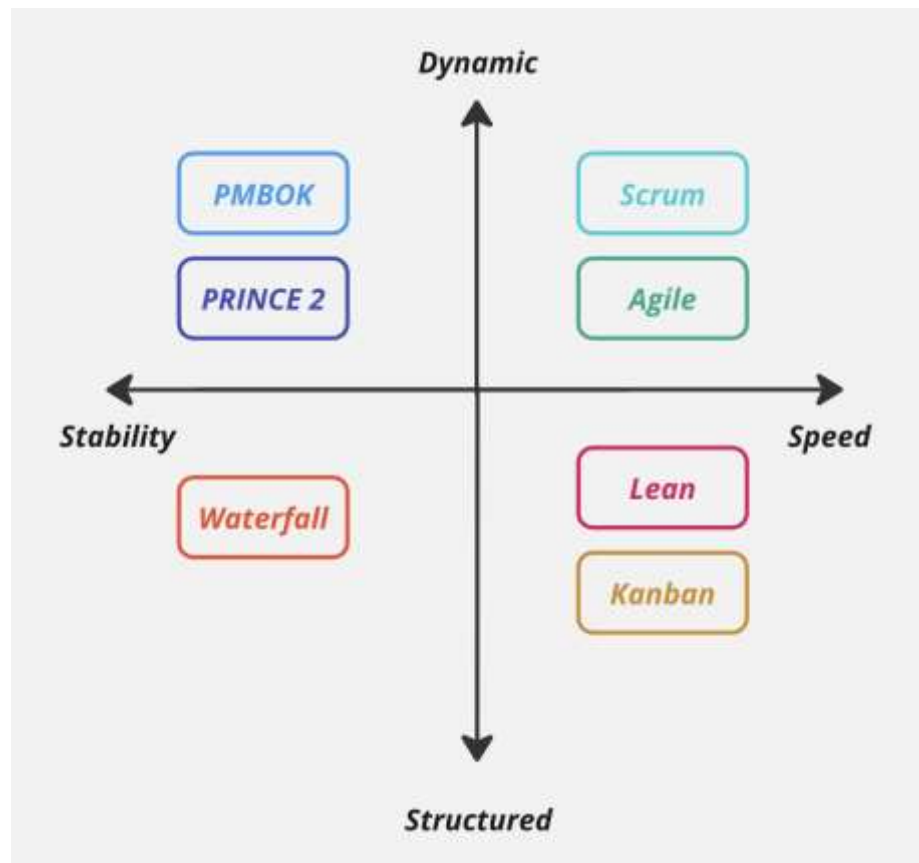 Dynamic
PMBOK
Scrum
PRINCE 2
Agile
Stability
Speed
Lean
Waterfall
Kanban
Structured